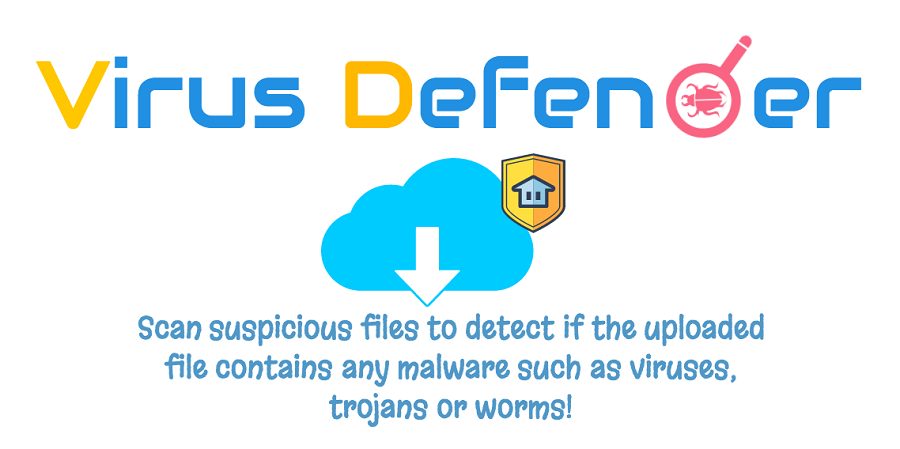 Virus Defender
Scan suspicious files to detect if the uploaded
file contains any malware such as viruses,
trojans or worms!